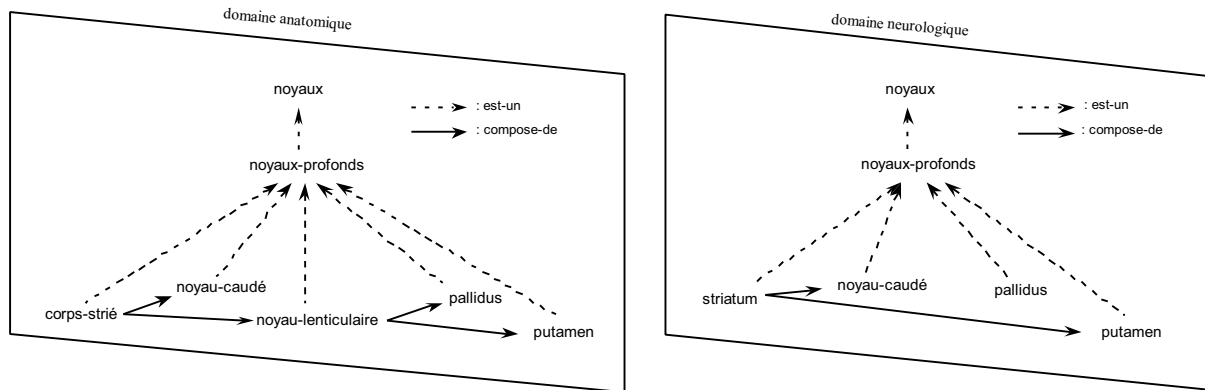 domaine anatomique
noyaux
: est-un
: compose-de
noyaux-profonds
noyau-caudé
pallidus
corps-strié
noyau-lenticulaire
putamen
domaine neurologique
noyaux
: est-un
: compose-de
noyaux-profonds
noyau-caudé
pallidus
striatum
putamen